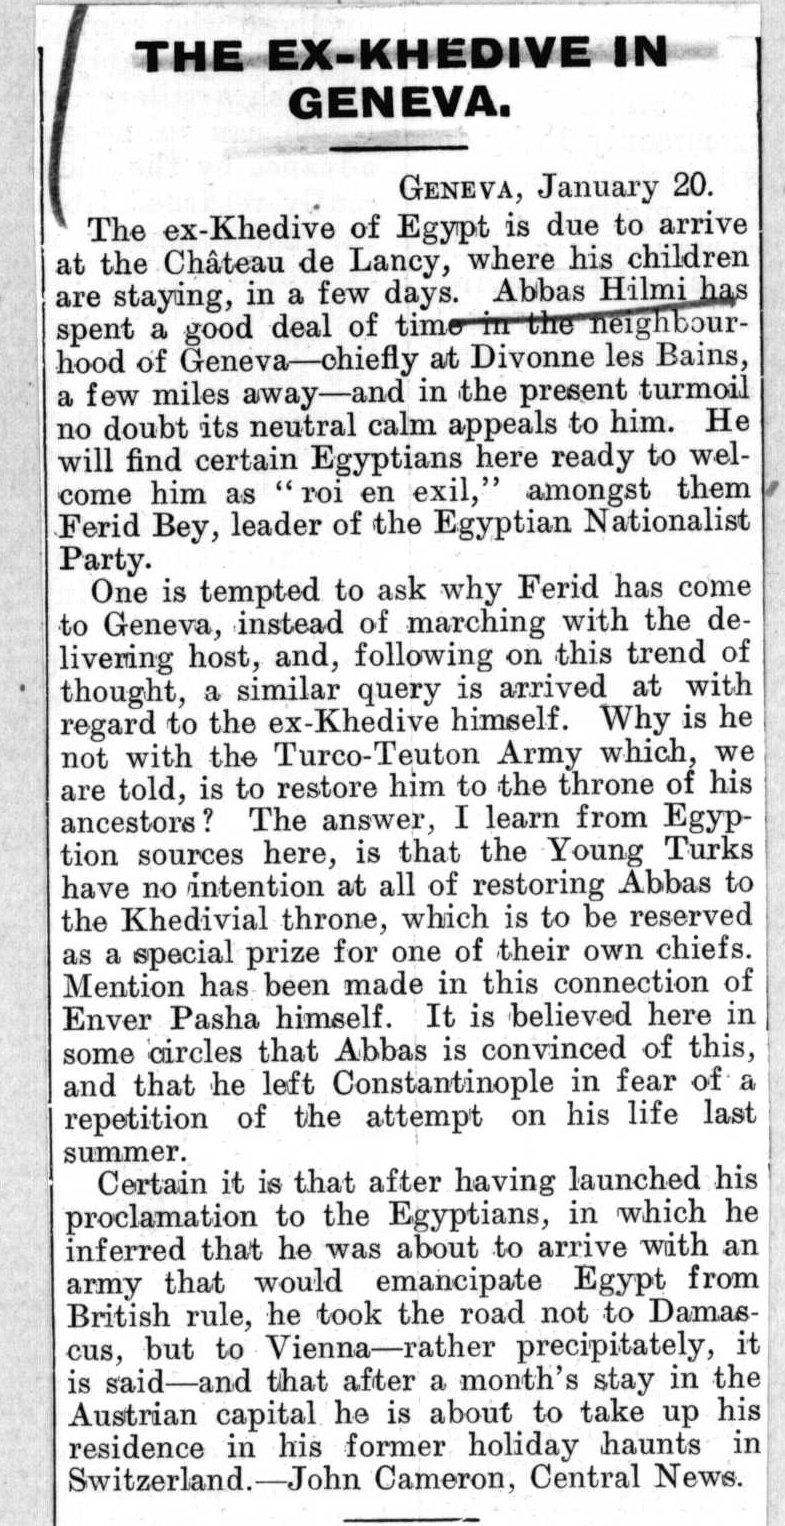 THE EX-KHEDIVE IN
GENEVA.
GENEVA, January 20.
The ex-Khedive of Egypt is due to arrive
at the Château de Lancy, where his children
are staying, in a few days. Abbas Hilmi has
spent a good deal of time in the neighbour-
hood of Geneva—chiefly at Divonne les Bains,
a few miles away—and in the present turmoil
no doubt its neutral calm appeals to him. He
will find certain Egyptians here ready to wel-
come him as "roi en exil," amongst them
Ferid Bey, leader of the Egyptian Nationalist
Party.
One is tempted to ask why Ferid has come
to Geneva, instead of marching with the de-
livering host, and, following on this trend of
thought, a similar query is arrived at with
regard to the ex-Khedive himself. Why is he
not with the Turco-Teuton Army which, we
are told, is to restore him to the throne of his
ancestors? The answer, I learn from Egyp-
tion sources here, is that the Young Turks
have no intention at all of restoring Abbas to
the Khedivial throne, which is to be reserved
as a special prize for one of their own chiefs.
Mention has been made in this connection of
Enver Pasha himself. It is believed here in
some circles that Abbas is convinced of this,
and that he left Constantinople in fear of a
repetition of the attempt on his life last
summer.
Certain it is that after having launched his
proclamation to the Egyptians, in which he
inferred that he was about to arrive with an
army that would emancipate Egypt from
British rule, he took the road not to Damas-
cus, but to Vienna—rather precipitately, it
is said—and that after a month's stay in the
Austrian capital he is about to take up his
residence in his former holiday haunts in
Switzerland.—John Cameron, Central News.